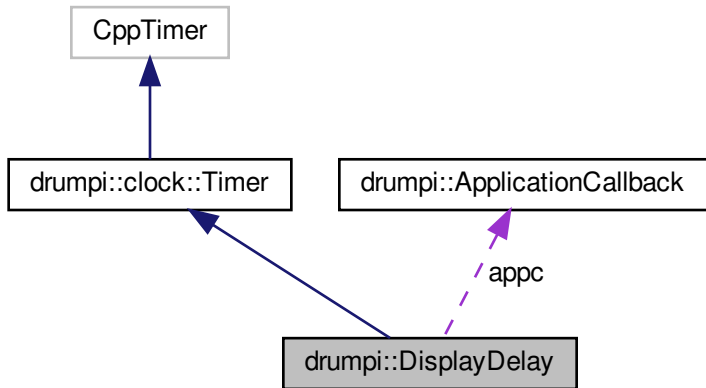 CppTimer
drumpi::clock::Timer
drumpi::ApplicationCallback
appc
drumpi::DisplayDelay